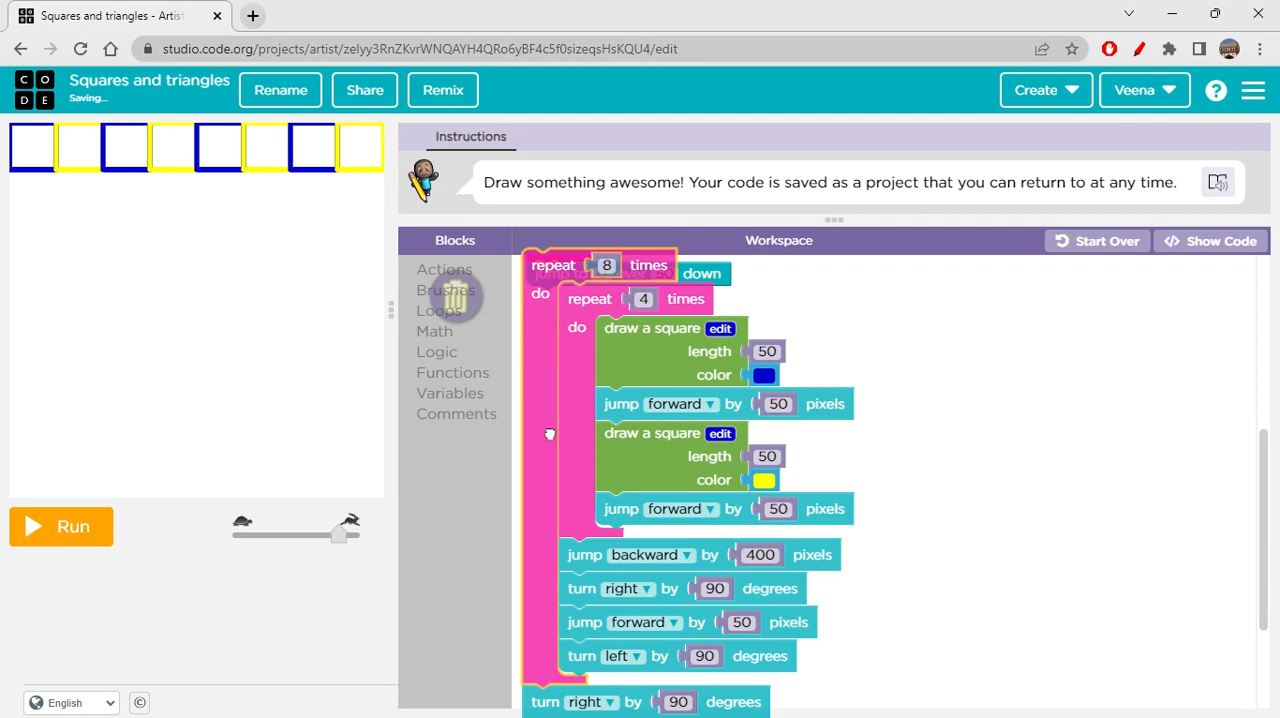 Squares and triangles - Artist
studio.code.org/projects/artist/zelyy3RnZKvrWNQAYH4QRo6yBF4c5f0sizeqsHsKQU4/edit
C O
D E
Squares and triangles
Saving...
Rename
Share
Remix
Create
Veena
?
Instructions
Draw something awesome! Your code is saved as a project that you can return to at any time.
Blocks
Workspace
Start Over
</> Show Code
Actions
Brushes
Loops
Math
Logic
Functions
Variables
Comments
repeat 8 times
jump to over 50 down
do
repeat 4 times
do
draw a square edit
length 50
color
jump forward by 50 pixels
draw a square edit
length 50
color
jump forward by 50 pixels
jump backward by 400 pixels
turn right by 90 degrees
jump forward by 50 pixels
turn left by 90 degrees
turn right by 90 degrees
Run
English
©